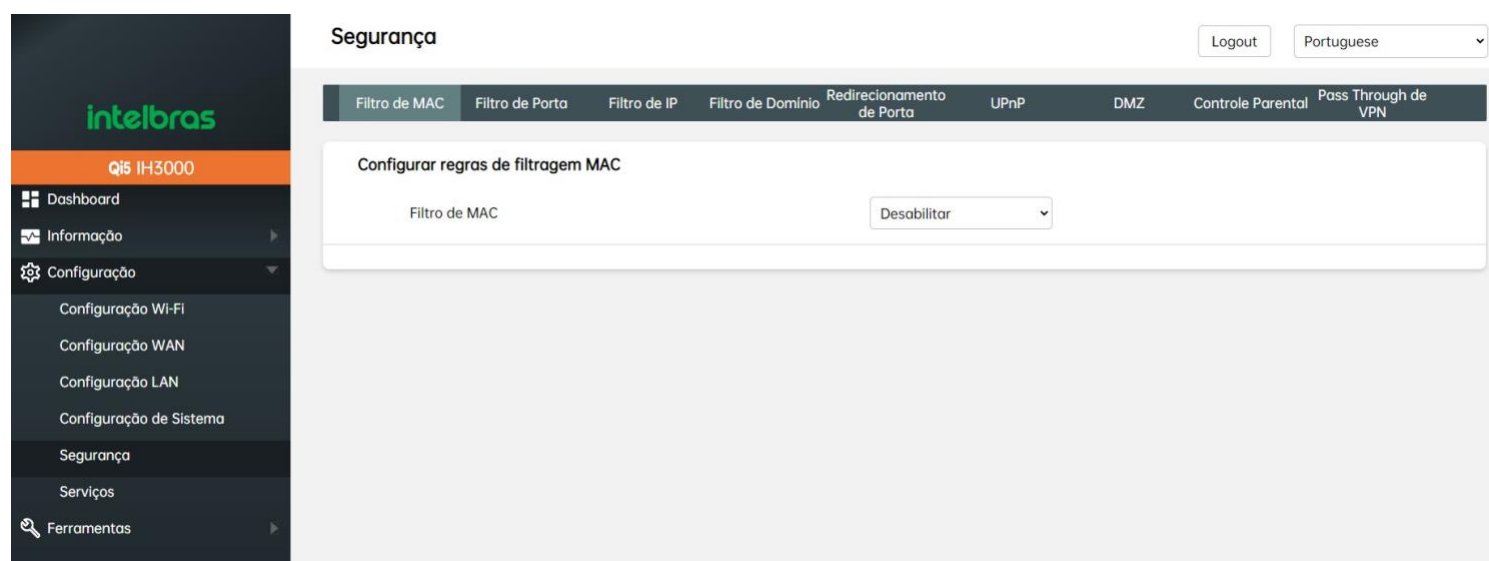 Segurança
Logout
Portuguese
intelbras
Qi5 IH3000
Dashboard
Informação
Configuração
Configuração Wi-Fi
Configuração WAN
Configuração LAN
Configuração de Sistema
Segurança
Serviços
Ferramentas
Filtro de MAC
Filtro de Porta
Filtro de IP
Filtro de Domínio
Redirecionamento
de Porta
UPnP
DMZ
Controle Parental
Pass Through de
VPN
Configurar regras de filtragem MAC
Filtro de MAC
Desabilitar